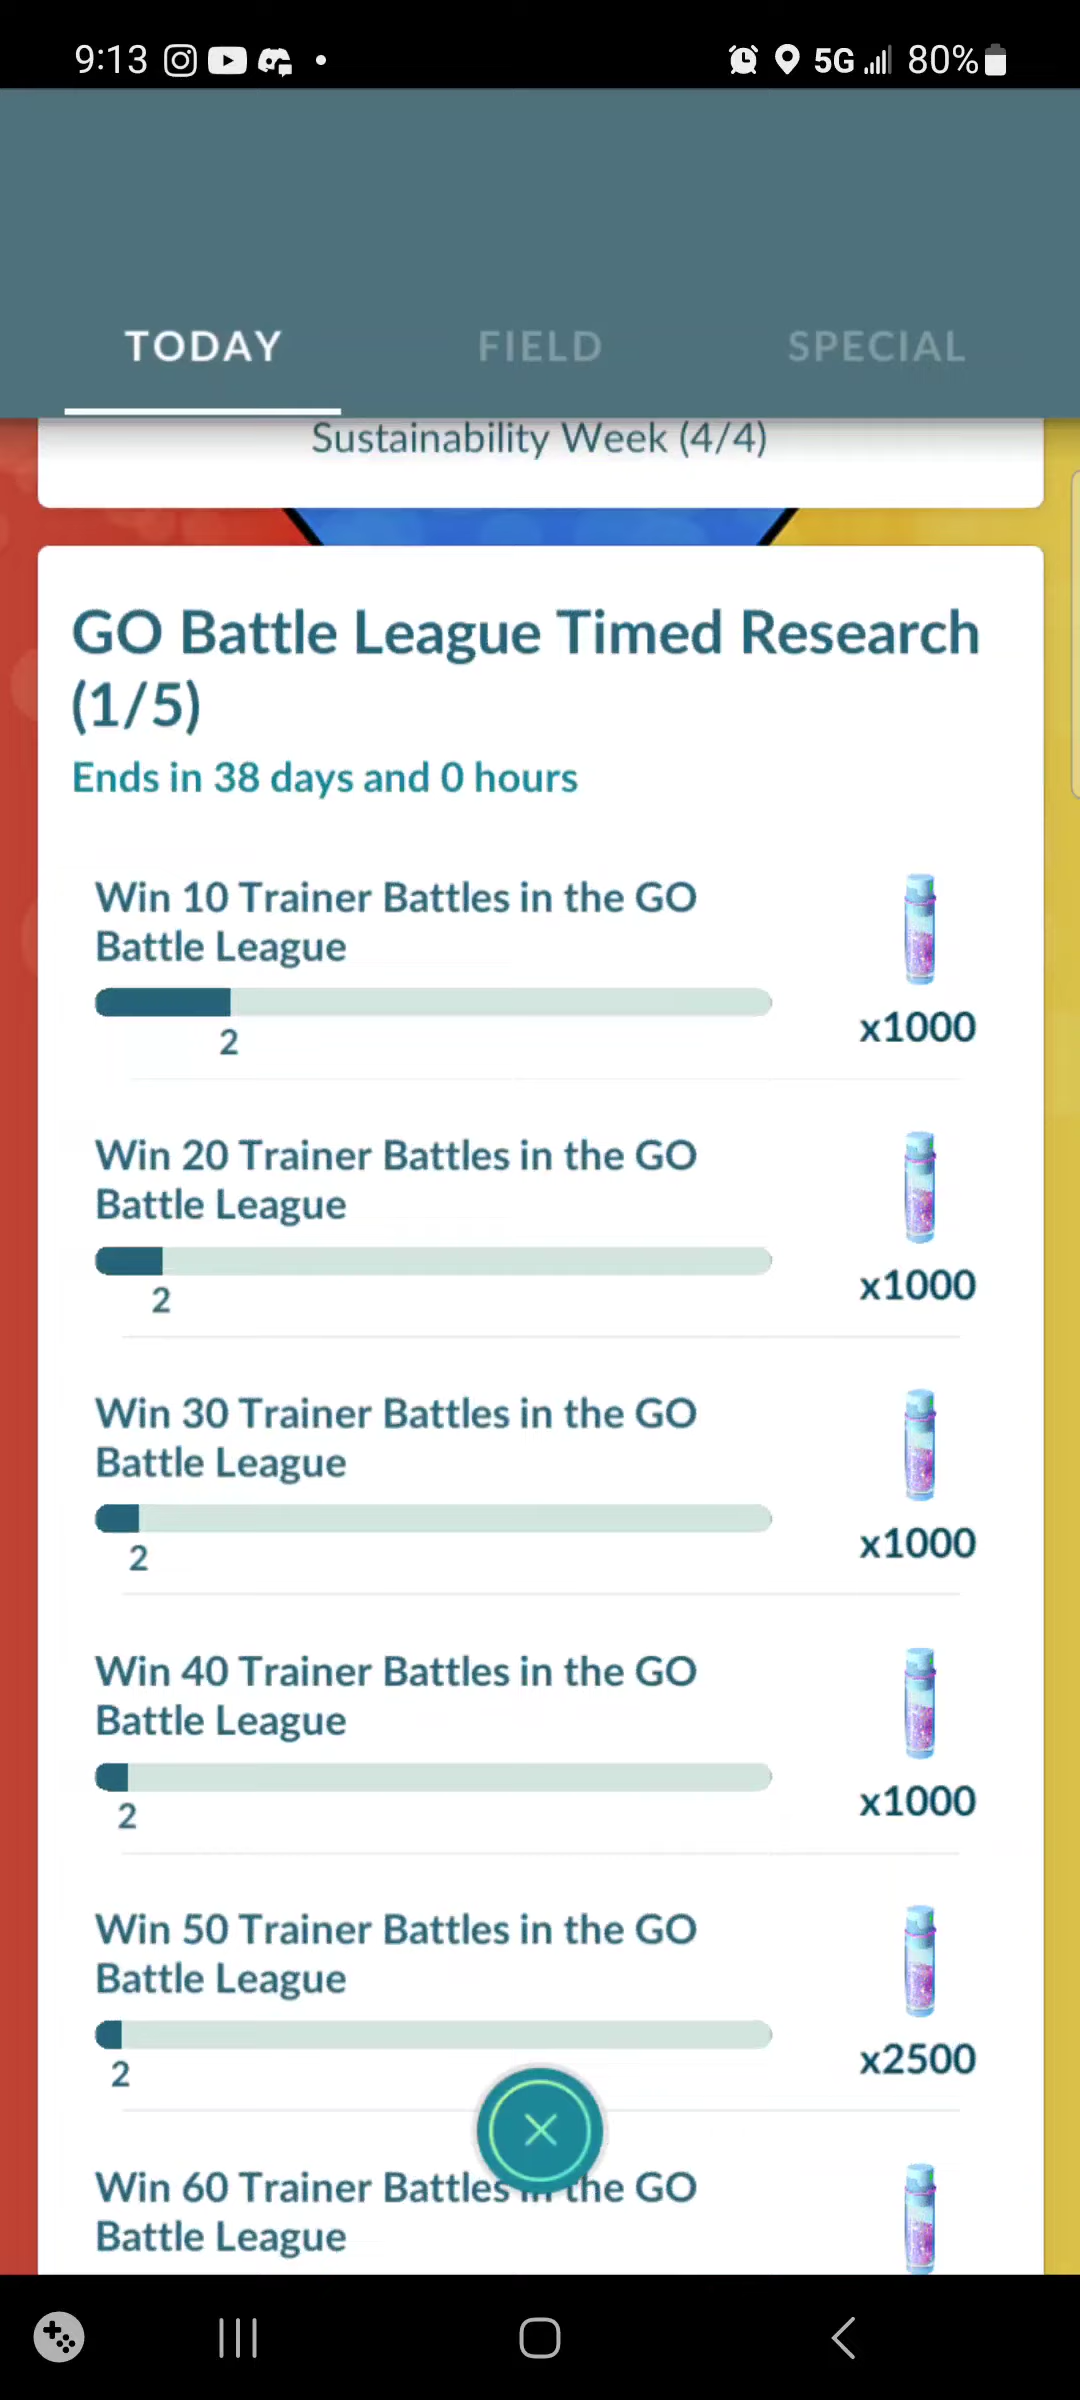 9:13
5G 80%
TODAY FIELD SPECIAL
Sustainability Week (4/4)
GO Battle League Timed Research
(1/5)
Ends in 38 days and 0 hours
Win 10 Trainer Battles in the GO
Battle League
2
x1000
Win 20 Trainer Battles in the GO
Battle League
2
x1000
Win 30 Trainer Battles in the GO
Battle League
2
x1000
Win 40 Trainer Battles in the GO
Battle League
2
x1000
Win 50 Trainer Battles in the GO
Battle League
2
x2500
Win 60 Trainer Battles in the GO
Battle League